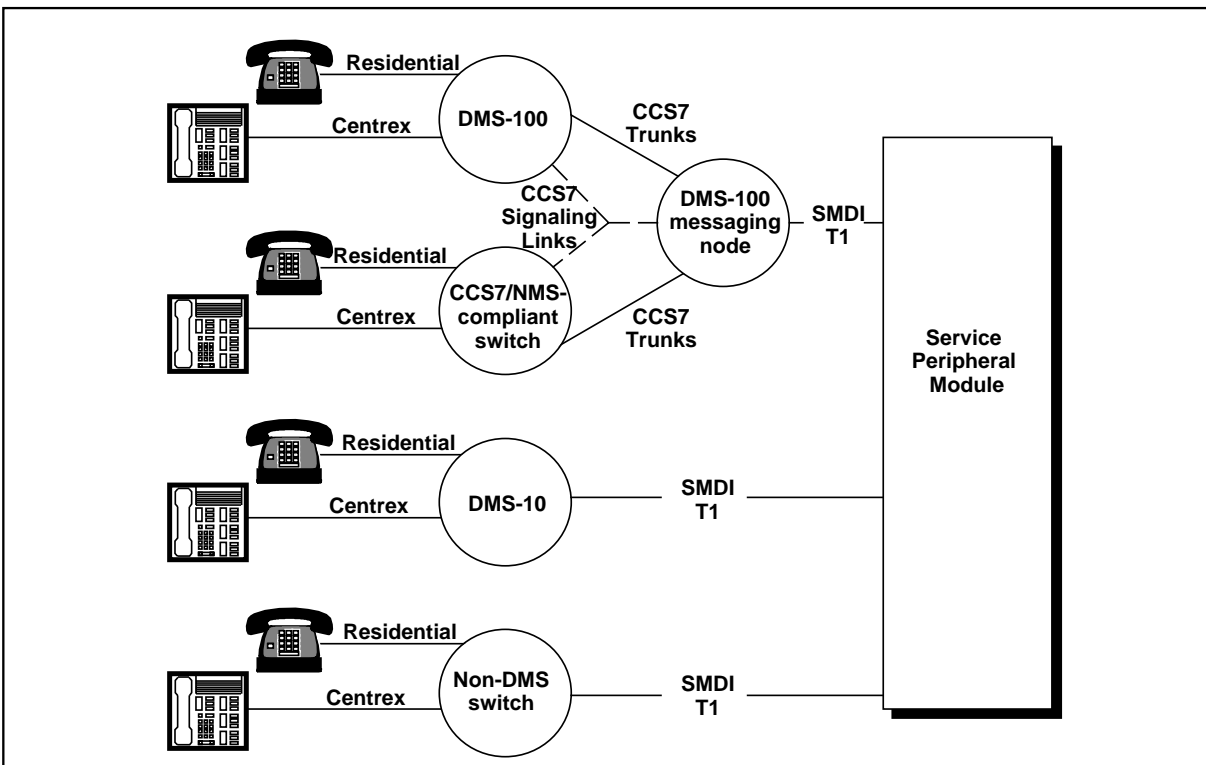 Residential
Centrex
DMS-100
CCS7
Trunks
CCS7
Signaling
Links
DMS-100
messaging
node
SMDI
T1
Residential
Centrex
CCS7/NMS-
compliant
switch
CCS7
Trunks
Service
Peripheral
Module
Residential
Centrex
DMS-10
SMDI
T1
Residential
Centrex
Non-DMS
switch
SMDI
T1